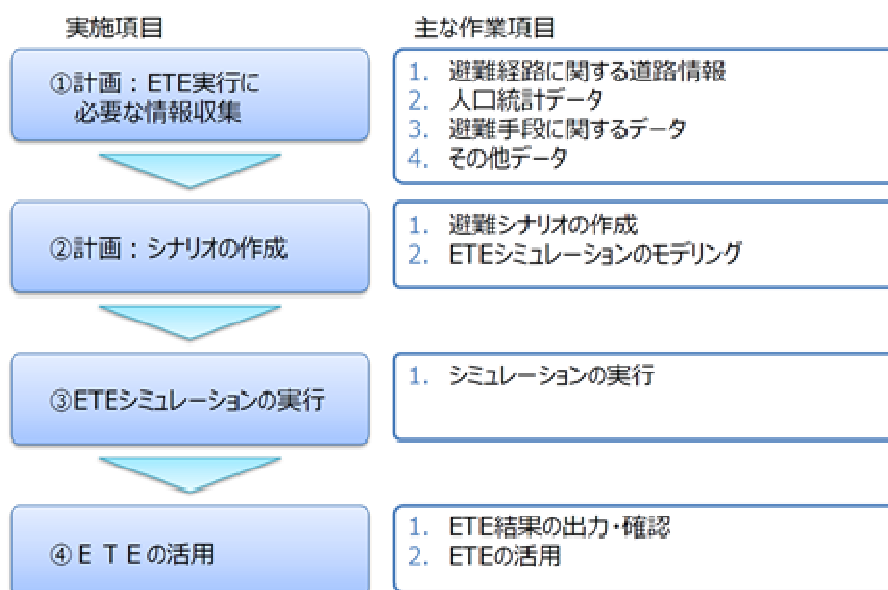 実施項目
主な作業項目
①計画：ETE実行に
必要な情報収集
1. 避難経路に関する道路情報
2. 人口統計データ
3. 避難手段に関するデータ
4. その他データ
②計画：シナリオの作成
1. 避難シナリオの作成
2. ETEシミュレーションのモデリング
③ETEシミュレーションの実行
1. シミュレーションの実行
④ＥＴＥの活用
1. ETE結果の出力・確認
2. ETEの活用